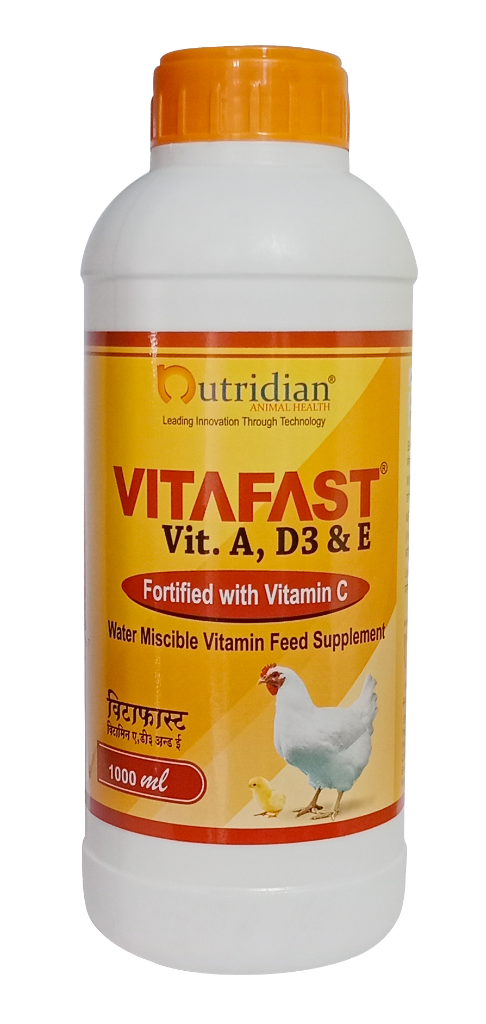 Nutridian®
ANIMAL HEALTH
Leading Innovation Through Technology
VITAFAST®
Vit. A, D3 & E
Fortified with Vitamin C
Water Miscible Vitamin Feed Supplement
विटाफास्ट
विटामिन ए, डी३ अन्ड ई
1000 ml